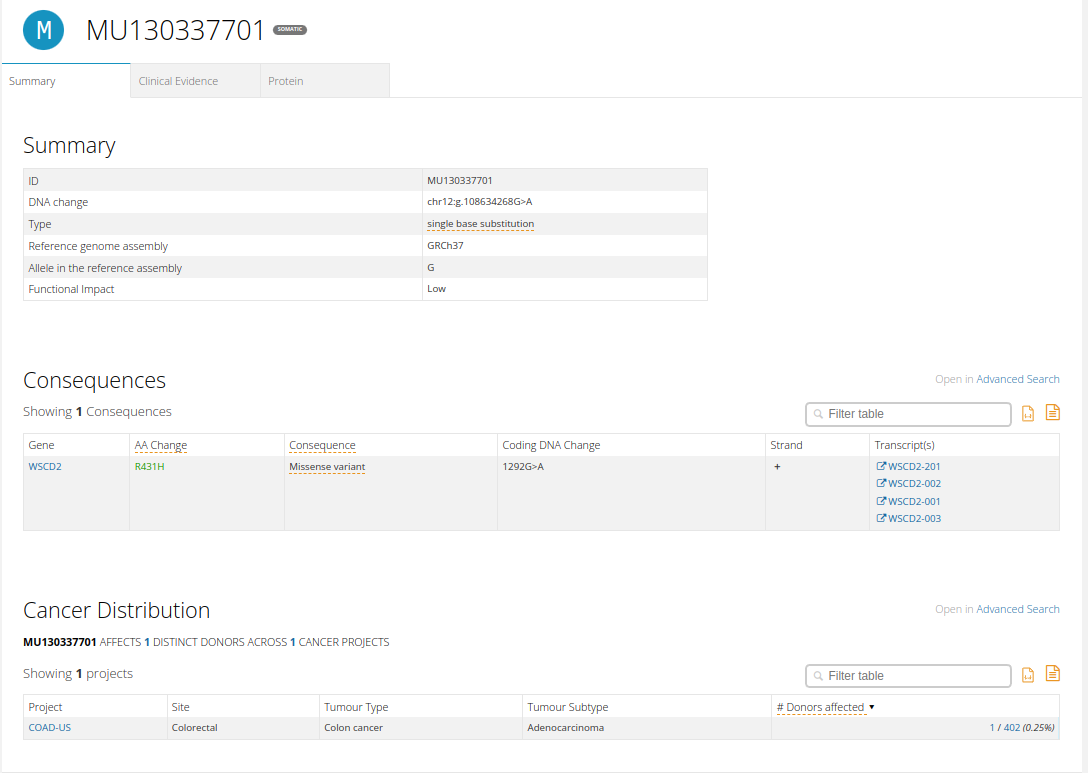 M MU130337701 SOMATIC
Summary Clinical Evidence Protein
Summary
ID MU130337701
DNA change chr12:g.108634268G>A
Type single base substitution
Reference genome assembly GRCh37
Allele in the reference assembly G
Functional Impact Low
Consequences Open in Advanced Search
Showing 1 Consequences Filter table
Gene AA Change Consequence Coding DNA Change Strand Transcript(s)
WSCD2 R431H Missense variant 1292G>A + WSCD2-201
WSCD2-002
WSCD2-001
WSCD2-003
Cancer Distribution Open in Advanced Search
MU130337701 AFFECTS 1 DISTINCT DONORS ACROSS 1 CANCER PROJECTS
Showing 1 projects Filter table
Project Site Tumour Type Tumour Subtype # Donors affected ▼
COAD-US Colorectal Colon cancer Adenocarcinoma 1 / 402 (0.25%)